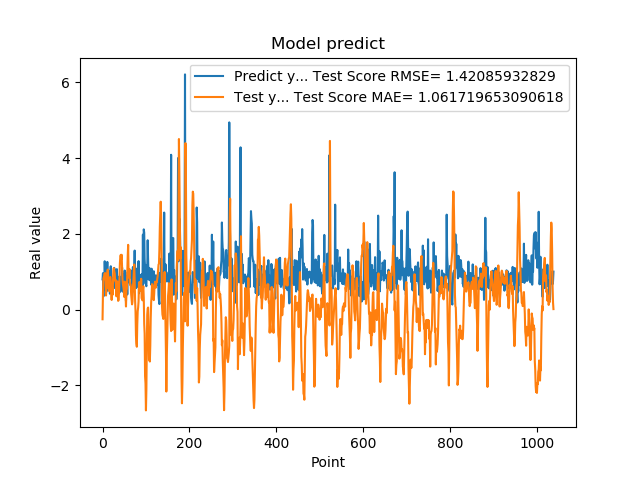 Model predict
Predict y... Test Score RMSE= 1.42085932829
Test y... Test Score MAE= 1.061719653090618
Real value
6
4
2
0
−2
0 200 400 600 800 1000
Point